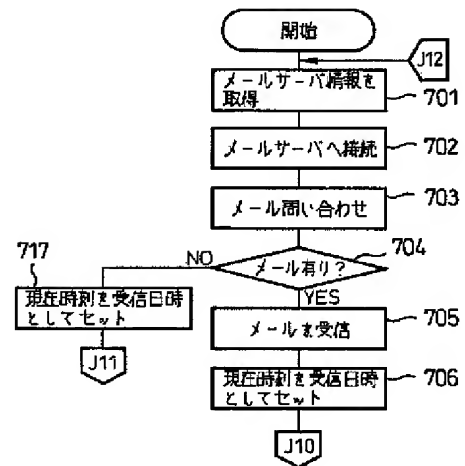 開始
J12
メールサーバ情報を
取得
701
メールサーバへ接続
702
メール問い合わせ
703
704
メール有り?
NO
YES
717
現在時刻を受信日時
としてセット
J11
メールを受信
705
現在時刻を受信日時
としてセット
706
J10